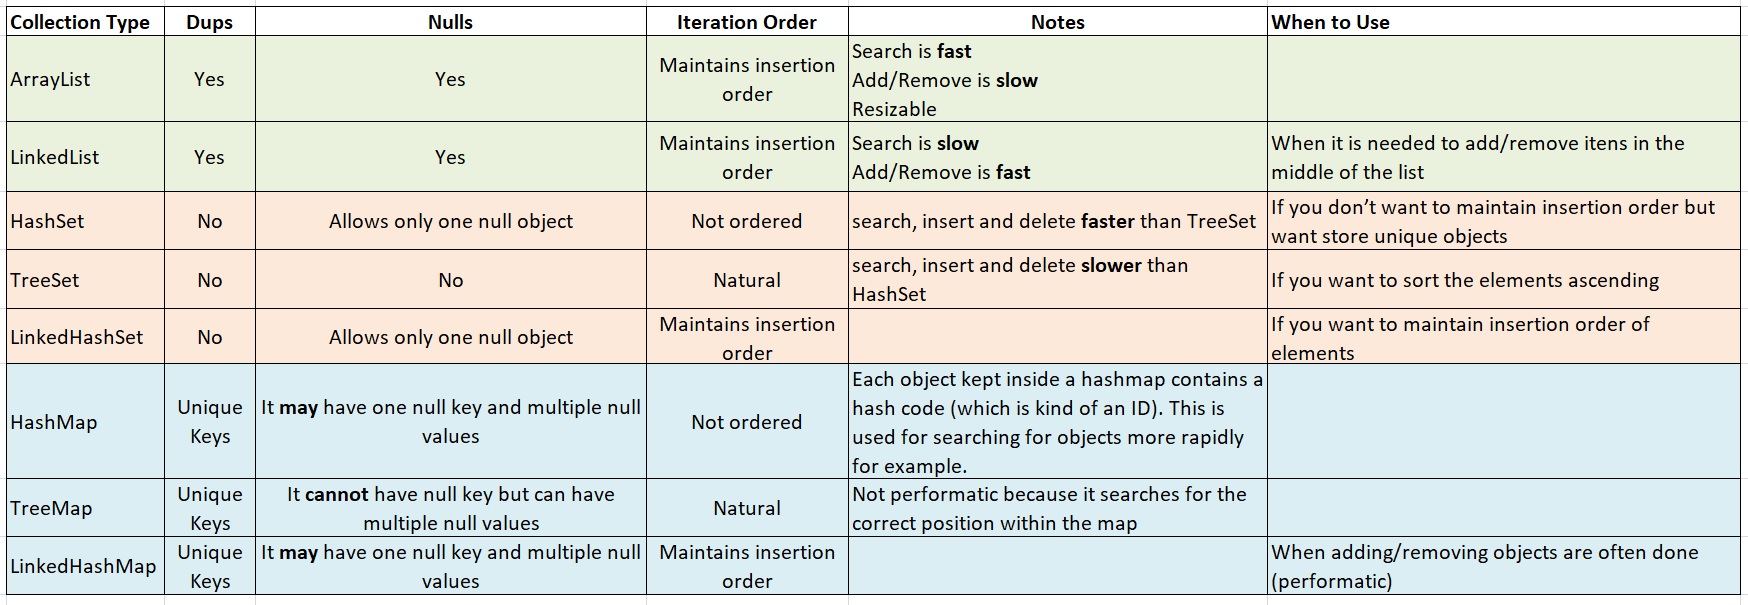 Collection Type Dups Nulls Iteration Order Notes When to Use
ArrayList
Yes
Yes
Maintains insertion
order
Search is fast
Add/Remove is slow
Resizable
LinkedList
Yes
Yes
Maintains insertion
order
Search is slow
Add/Remove is fast
When it is needed to add/remove itens in the
middle of the list
HashSet
No
Allows only one null object
Not ordered
search, insert and delete faster than TreeSet
If you don’t want to maintain insertion order but
want store unique objects
TreeSet
No
No
Natural
search, insert and delete slower than
HashSet
If you want to sort the elements ascending
LinkedHashSet
No
Allows only one null object
Maintains insertion
order
If you want to maintain insertion order of
elements
HashMap
Unique
Keys
It may have one null key and multiple null
values
Not ordered
Each object kept inside a hashmap contains a
hash code (which is kind of an ID). This is
used for searching for objects more rapidly
for example.
TreeMap
Unique
Keys
It cannot have null key but can have
multiple null values
Natural
Not performatic because it searches for the
correct position within the map
LinkedHashMap
Unique
Keys
It may have one null key and multiple null
values
Maintains insertion
order
When adding/removing objects are often done
(performatic)